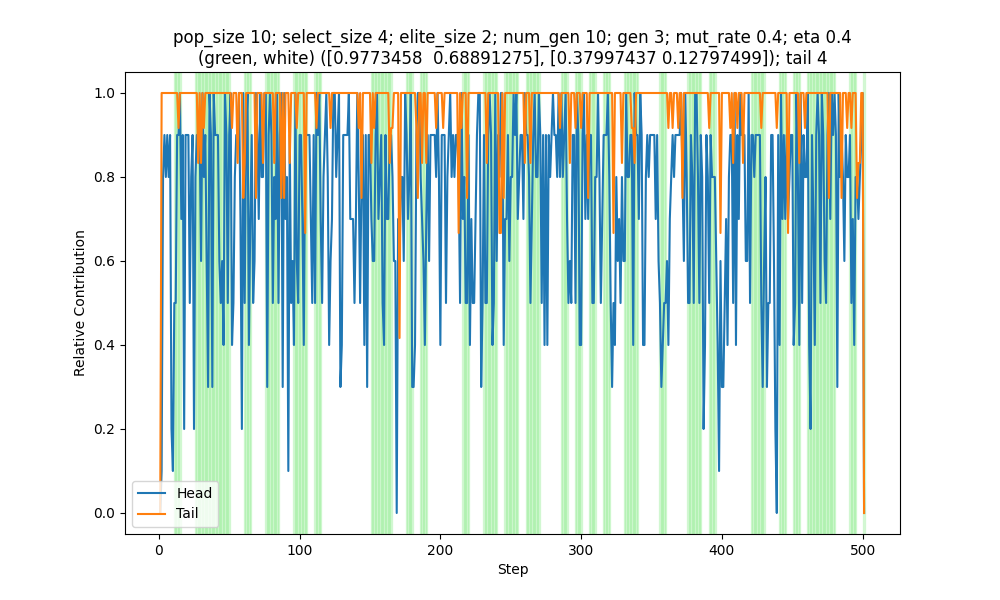 pop_size 10; select_size 4; elite_size 2; num_gen 10; gen 3; mut_rate 0.4; eta 0.4
(green, white) ([0.9773458  0.68891275], [0.37997437 0.12797499]); tail 4
1.0
0.8
0.6
0.4
0.2
0.0
Relative Contribution
Head
Tail
0 100 200 300 400 500
Step